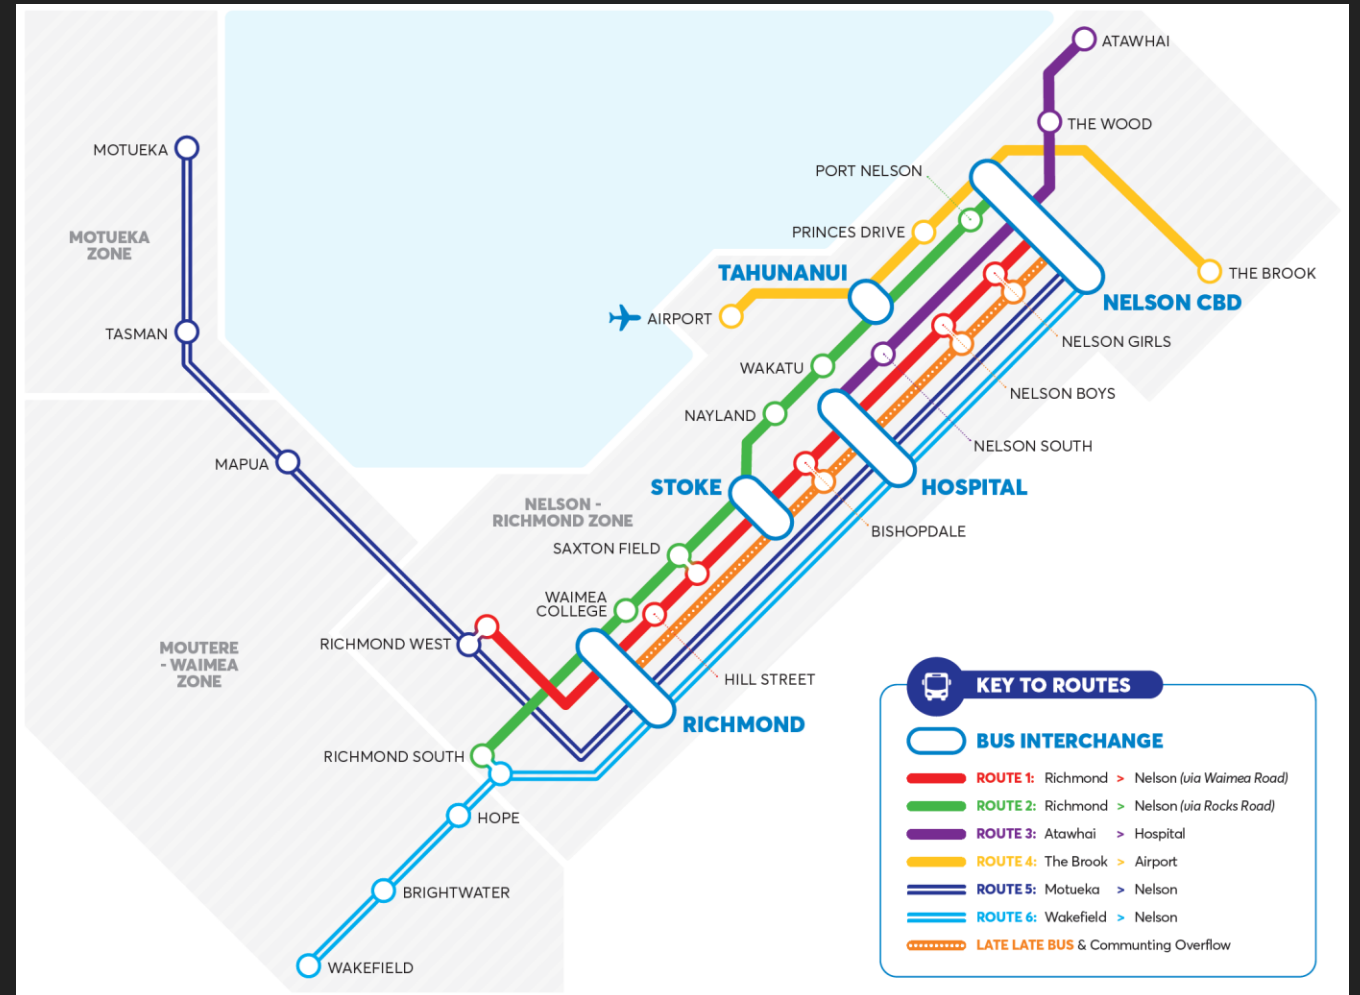 ATAWHAI
THE WOOD
MOTUEKA
PORT NELSON
PRINCES DRIVE
MOTUEKA
ZONE
TAHUNANUI
THE BROOK
NELSON CBD
AIRPORT
TASMAN
NELSON GIRLS
WAKATU
NELSON BOYS
NAYLAND
NELSON SOUTH
MAPUA
STOKE
HOSPITAL
NELSON -
RICHMOND ZONE
BISHOPDALE
SAXTON FIELD
WAIMEA
COLLEGE
RICHMOND WEST
MOUTERE
- WAIMEA
ZONE
HILL STREET
RICHMOND
RICHMOND SOUTH
HOPE
BRIGHTWATER
WAKEFIELD
KEY TO ROUTES
BUS INTERCHANGE
ROUTE 1: Richmond > Nelson (via Waimea Road)
ROUTE 2: Richmond > Nelson (via Rocks Road)
ROUTE 3: Atawhai > Hospital
ROUTE 4: The Brook > Airport
ROUTE 5: Motueka > Nelson
ROUTE 6: Wakefield > Nelson
LATE LATE BUS & Communting Overflow